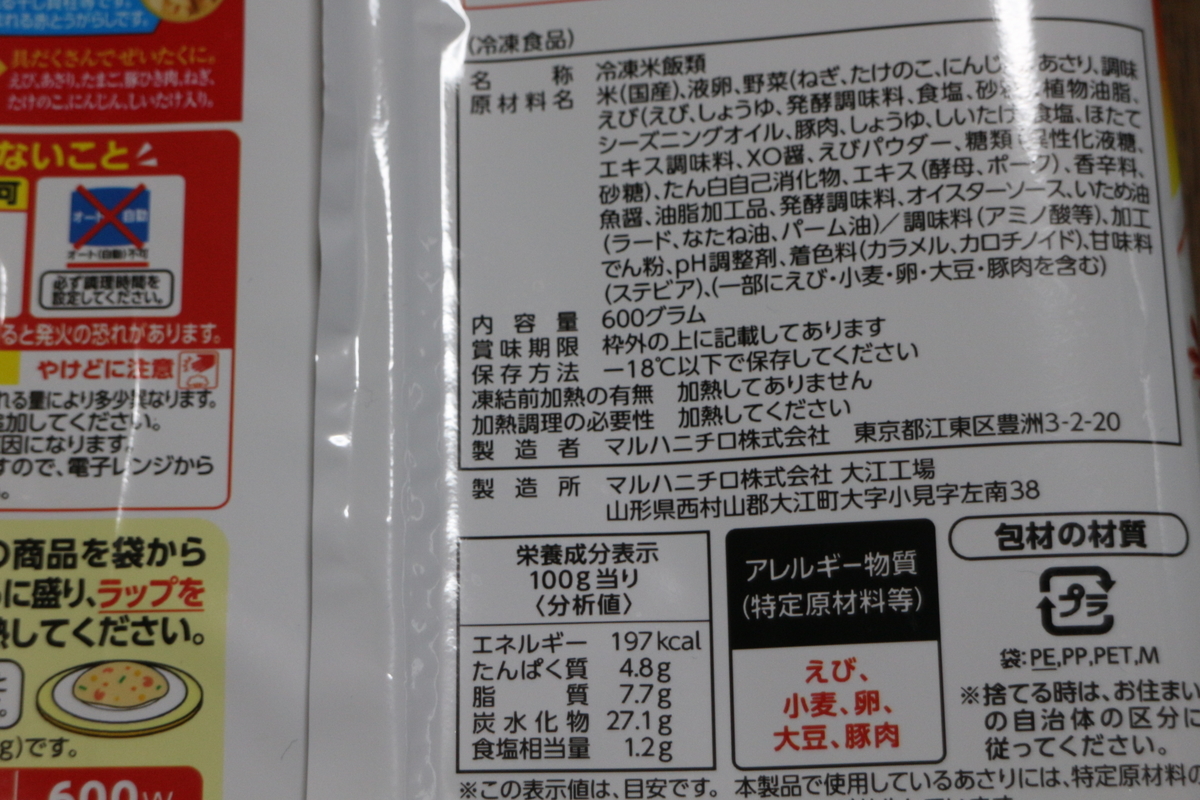 る干し貝柱等です。
れる赤とうがらしです。
具だくさんでぜいたくに。
えび、あさり、たまご、豚ひき肉、ねぎ、
たけのこ、にんじん、しいたけ入り。
ないこと
可
オート 自動
オート(自動)不可
必ず調理時間を
設定してください。
ると発火の恐れがあります。
やけどに注意
れる量により多少異なります。
追加してください。
因になります。
すので、電子レンジから
の商品を袋から
に盛り、ラップを
熱してください。
g)です。
600W
(冷凍食品)
名称 冷凍米飯類
原材料名 米(国産)、液卵、野菜(ねぎ、たけのこ、にんじ あさり、調味
えび(えび、しょうゆ、発酵調味料、食塩、砂 植物油脂、
シーズニングオイル、豚肉、しょうゆ、しいたけ 食塩、ほたて
エキス調味料、XO醤、えびパウダー、糖類 異性化液糖、
砂糖)、たん白自己消化物、エキス(酵母、ポーク)、香辛料、
魚醤、油脂加工品、発酵調味料、オイスターソース、いため油
(ラード、なたね油、パーム油)/調味料(アミノ酸等)、加工
でん粉、pH調整剤、着色料(カラメル、カロチノイド)、甘味料
(ステビア)、(一部にえび・小麦・卵・大豆・豚肉を含む)
内容量 600グラム
賞味期限 枠外の上に記載してあります
保存方法 −18℃以下で保存してください
凍結前加熱の有無 加熱してありません
加熱調理の必要性 加熱してください
製造者 マルハニチロ株式会社 東京都江東区豊洲3-2-20
製造所 マルハニチロ株式会社 大江工場
山形県西村山郡大江町大字小見字左南38
栄養成分表示
100g当り
〈分析値〉
エネルギー 197kcal
たんぱく質 4.8g
脂質 7.7g
炭水化物 27.1g
食塩相当量 1.2g
※この表示値は、目安です。
アレルギー物質
(特定原材料等)
えび、
小麦、卵、
大豆、豚肉
包材の材質
プラ
袋:PE,PP,PET,M
※捨てる時は、お住まい
の自治体の区分に
従ってください。
本製品で使用しているあさりには、特定原材料の